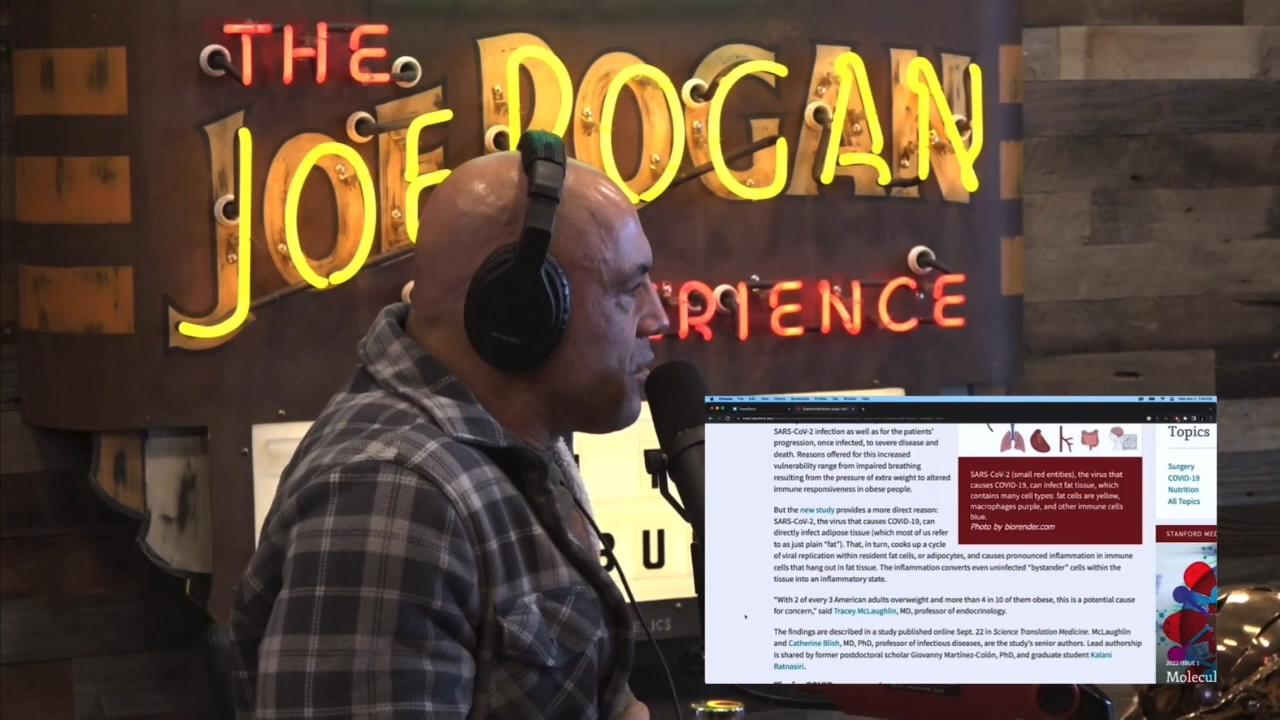 THE
JOE ROGAN
ERIENCE
BU
SARS-CoV-2 infection as well as for the patients'
progression, once infected, to severe disease and
death. Reasons offered for this increased
vulnerability range from impaired breathing
resulting from the pressure of extra weight to altered
immune responsiveness in obese people.
But the new study provides a more direct reason:
SARS-CoV-2, the virus that causes COVID-19, can
directly infect adipose tissue (which most of us refer
to as just plain "fat"). That, in turn, cooks up a cycle
of viral replication within resident fat cells, or adipocytes, and causes pronounced inflammation in immune
cells that hang out in fat tissue. The inflammation converts even uninfected "bystander" cells within the
tissue into an inflammatory state.
"With 2 of every 3 American adults overweight and more than 4 in 10 of them obese, this is a potential cause
for concern," said Tracey McLaughlin, MD, professor of endocrinology.
The findings are described in a study published online Sept. 22 in Science Translation Medicine. McLaughlin
and Catherine Blish, MD, PhD, professor of infectious diseases, are the study's senior authors. Lead authorship
is shared by former postdoctoral scholar Giovanny Martínez-Colón, PhD, and graduate student Kalani
Ratnasiri.
SARS-CoV-2 (small red entities), the virus that
causes COVID-19, can infect fat tissue, which
contains many cell types: fat cells are yellow,
macrophages purple, and other immune cells
blue.
Photo by biorender.com
Topics
Surgery
COVID-19
Nutrition
All Topics
STANFORD MED
2022 ISSUE 1
Molecul